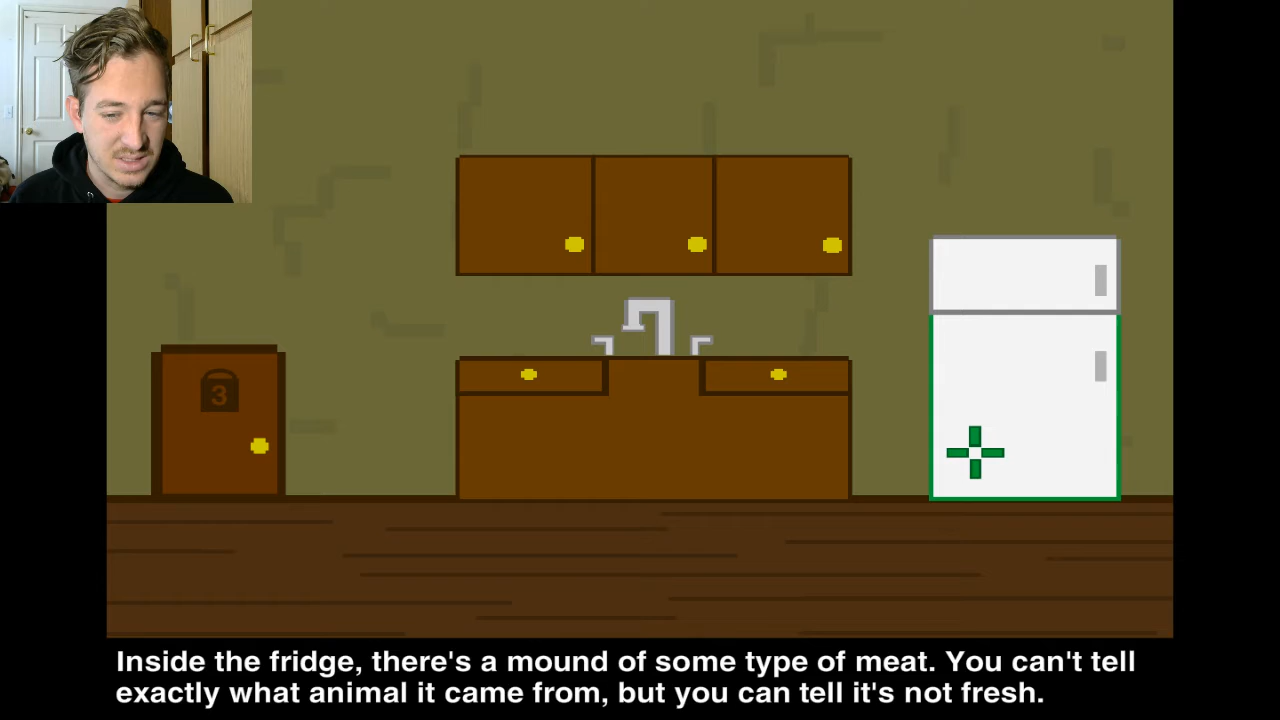 3
Inside the fridge, there's a mound of some type of meat. You can't tell
exactly what animal it came from, but you can tell it's not fresh.